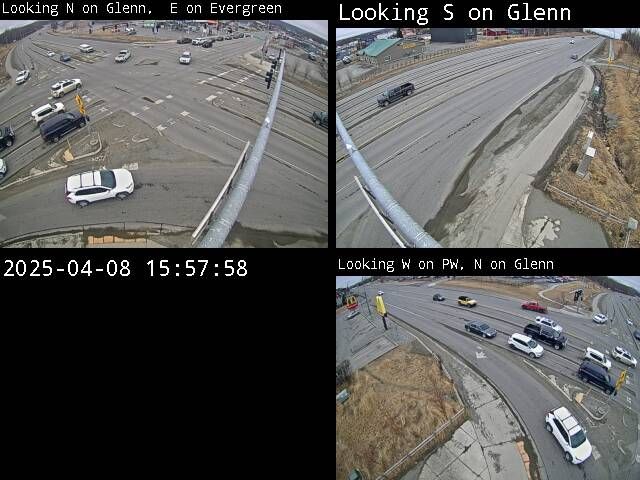 Looking N on Glenn,  E on Evergreen
Looking S on Glenn
2025-04-08 15:57:58
Looking W on PW, N on Glenn